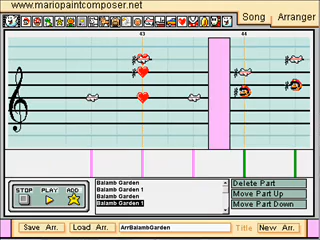 www.mariopaintcomposer.net
Song Arranger
43 44
STOP PLAY ADD
Balamb Garden
Balamb Garden 1
Balamb Garden
Balamb Garden 1
Delete Part
Move Part Up
Move Part Down
Save Arr. Load Arr. ArrBalambGarden Title: New Arr.